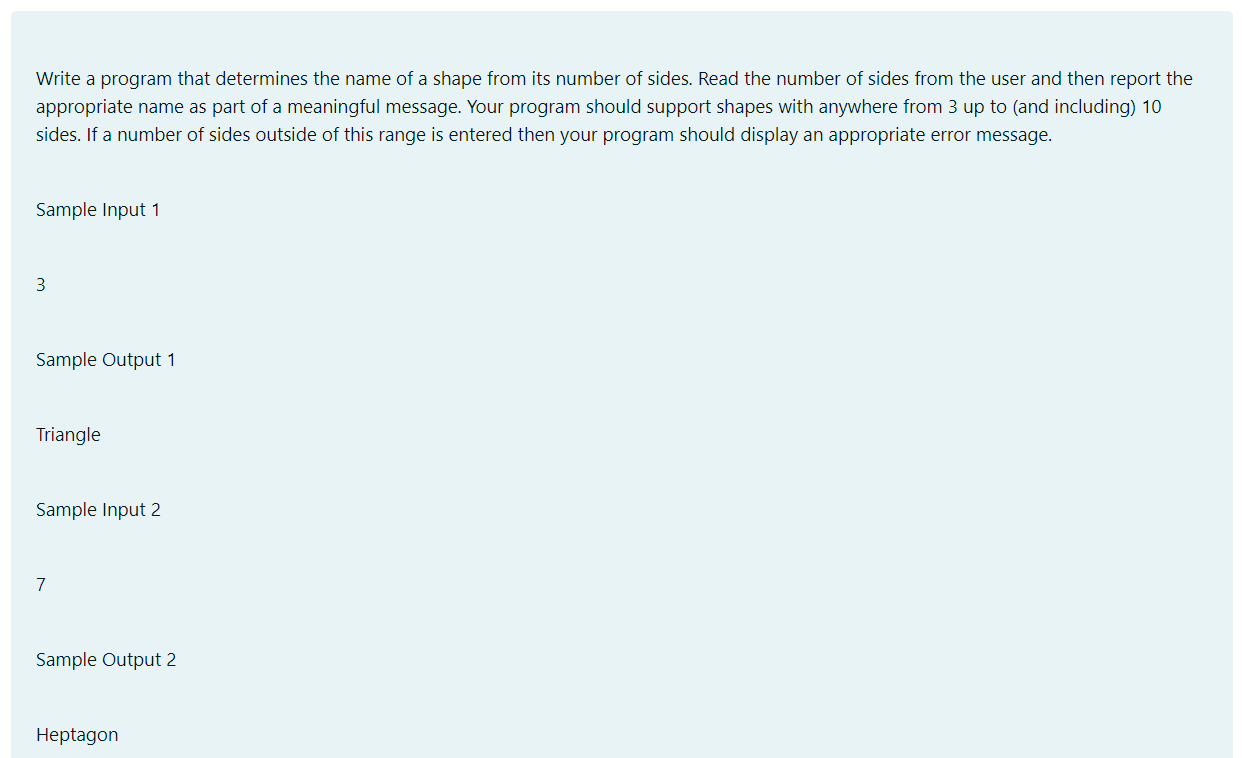 Write a program that determines the name of a shape from its number of sides. Read the number of sides from the user and then report the
appropriate name as part of a meaningful message. Your program should support shapes with anywhere from 3 up to (and including) 10
sides. If a number of sides outside of this range is entered then your program should display an appropriate error message.
Sample Input 1
3
Sample Output 1
Triangle
Sample Input 2
7
Sample Output 2
Heptagon